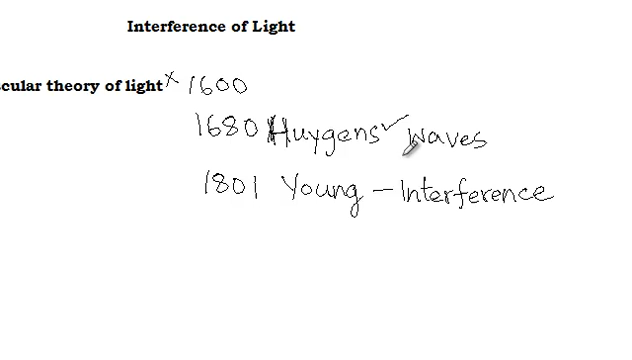 Interference of Light
cular theory of light x 1600
1680 Huygens ✓ waves
1801 Young – Interference